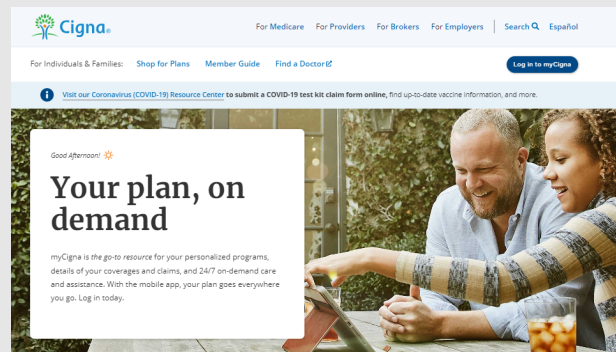 Cigna®
For Medicare For Providers For Brokers For Employers Search Español
For Individuals & Families: Shop for Plans Member Guide Find a Doctor
Log in to myCigna
Visit our Coronavirus (COVID-19) Resource Center to submit a COVID-19 test kit claim form online, find up-to-date vaccine information, and more.
Good Afternoon!
Your plan, on
demand
myCigna is the go-to resource for your personalized programs,
details of your coverages and claims, and 24/7 on-demand care
and assistance. With the mobile app, your plan goes everywhere
you go. Log in today.